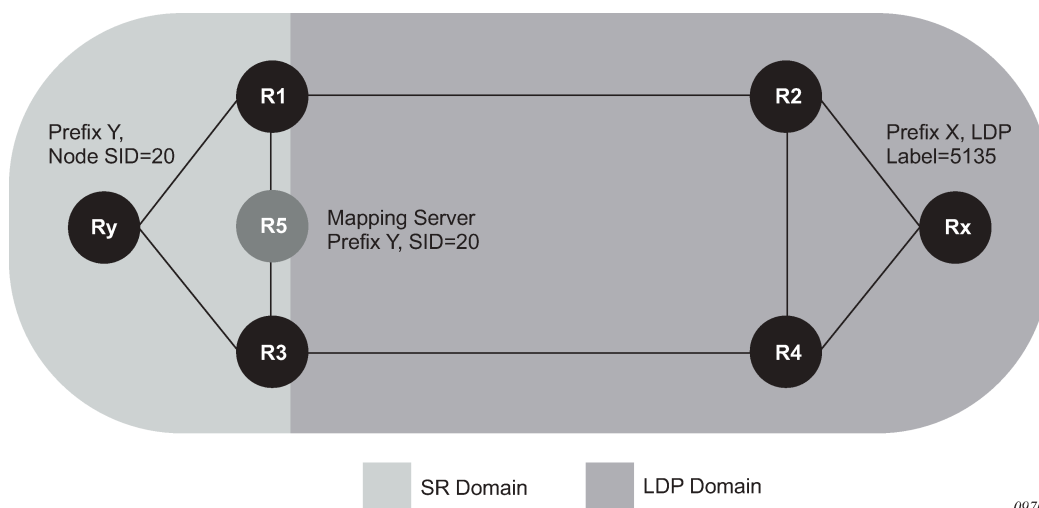 R1
R2
Prefix Y,
Node SID=20
Prefix X, LDP
Label=5135
Ry
R5
Mapping Server
Prefix Y, SID=20
Rx
R3
R4
SR Domain
LDP Domain